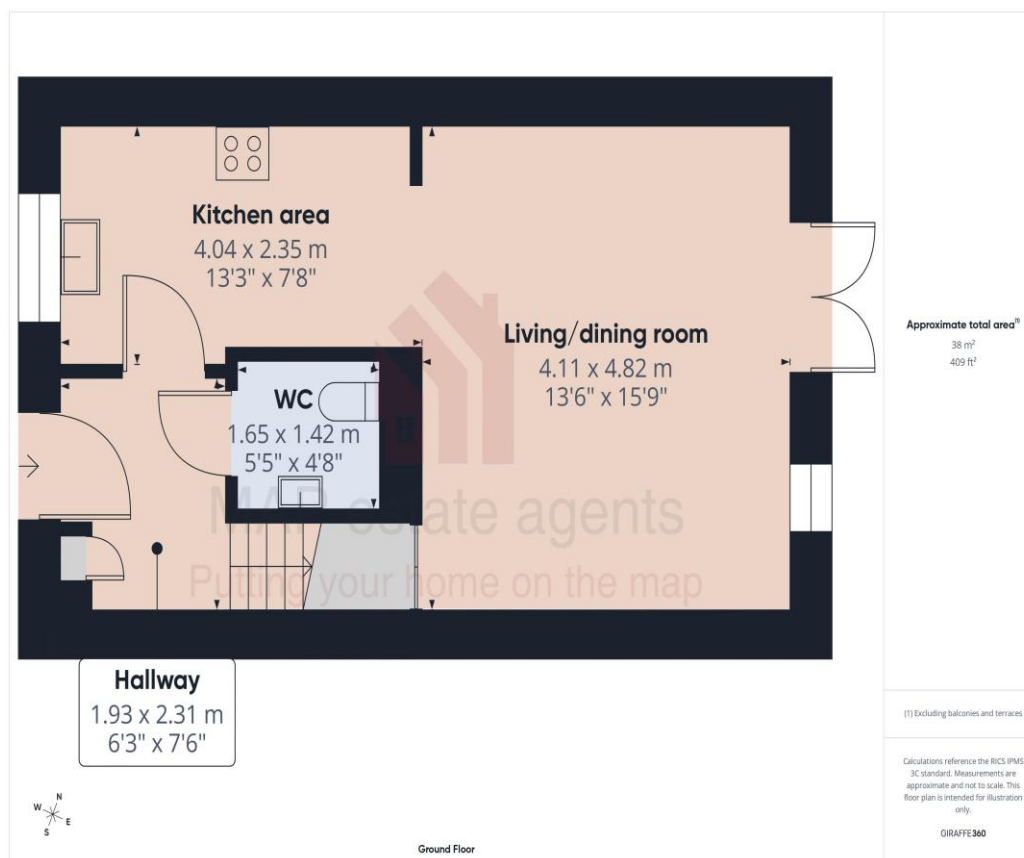 Kitchen area
4.04 x 2.35 m
13'3" x 7'8"
Living/dining room
4.11 x 4.82 m
13'6" x 15'9"
WC
1.65 x 1.42 m
5'5" x 4'8"
MAP estate agents
Putting your home on the map
Hallway
1.93 x 2.31 m
6'3" x 7'6"
N
W
E
S
Ground Floor
Approximate total area(1)
38 m²
409 ft²
(1) Excluding balconies and terraces
Calculations reference the RICS IPMS
3C standard. Measurements are
approximate and not to scale. This
floor plan is intended for illustration
only.
GIRAFFE360